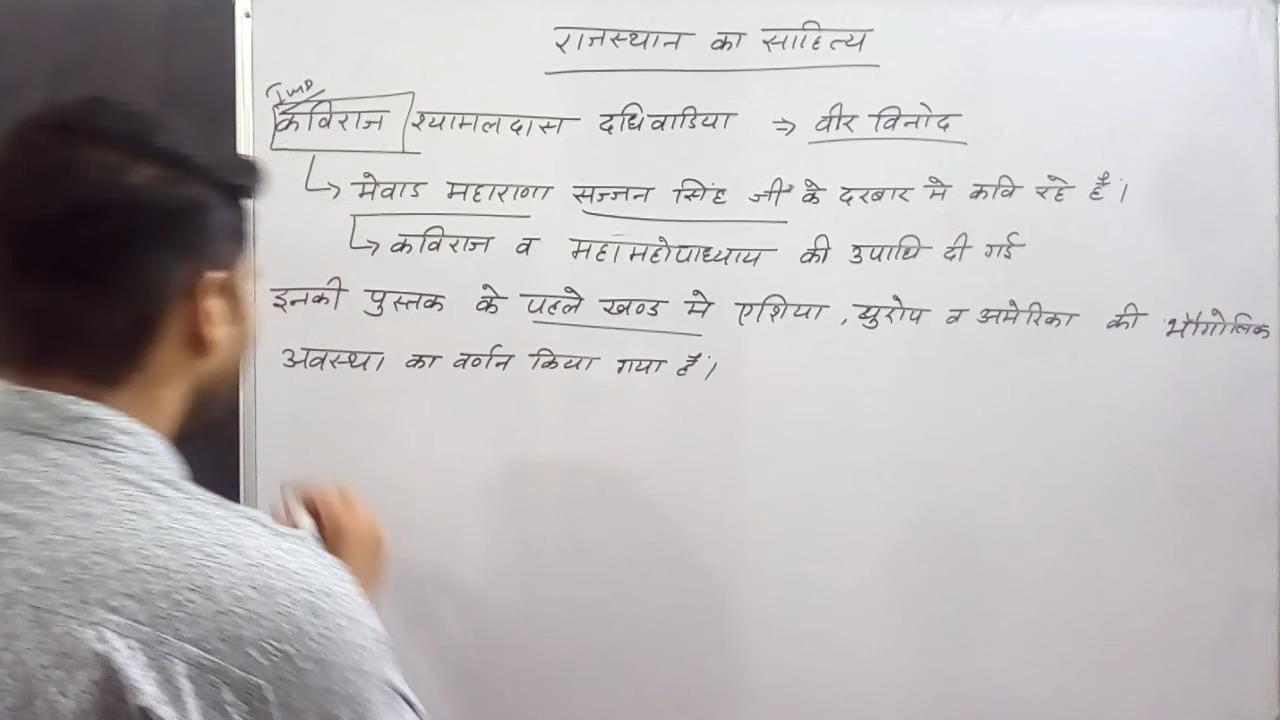 राजस्थान का साहित्य
Imp
कविराज श्यामलदास दधिवाडिया ⇒ वीर विनोद
↳ मेवाड महाराणा सज्जन सिंह जी के दरबार मे कवि रहे हैं।
↳ कविराज व महामहोपाध्याय की उपाधि दी गई
इनकी पुस्तक के पहले खण्ड मे एशिया, युरोप व अमेरिका की भौगोलिक
अवस्था का वर्णन किया गया हैं।